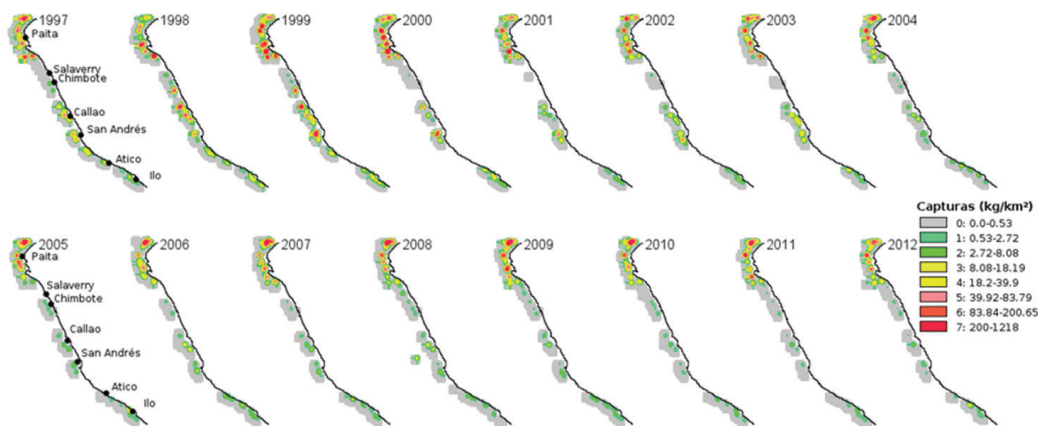 1997 1998 1999 2000 2001 2002 2003 2004
Paita
Salaverry
Chimbote
Callao
San Andrés
Atico
Ilo
Capturas (kg/km²)
0: 0.0-0.53
1: 0.53-2.72
2: 2.72-8.08
3: 8.08-18.19
4: 18.2-39.9
5: 39.92-83.79
6: 83.84-200.65
7: 200-1218
2005 2006 2007 2008 2009 2010 2011 2012
Paita
Salaverry
Chimbote
Callao
San Andrés
Atico
Ilo